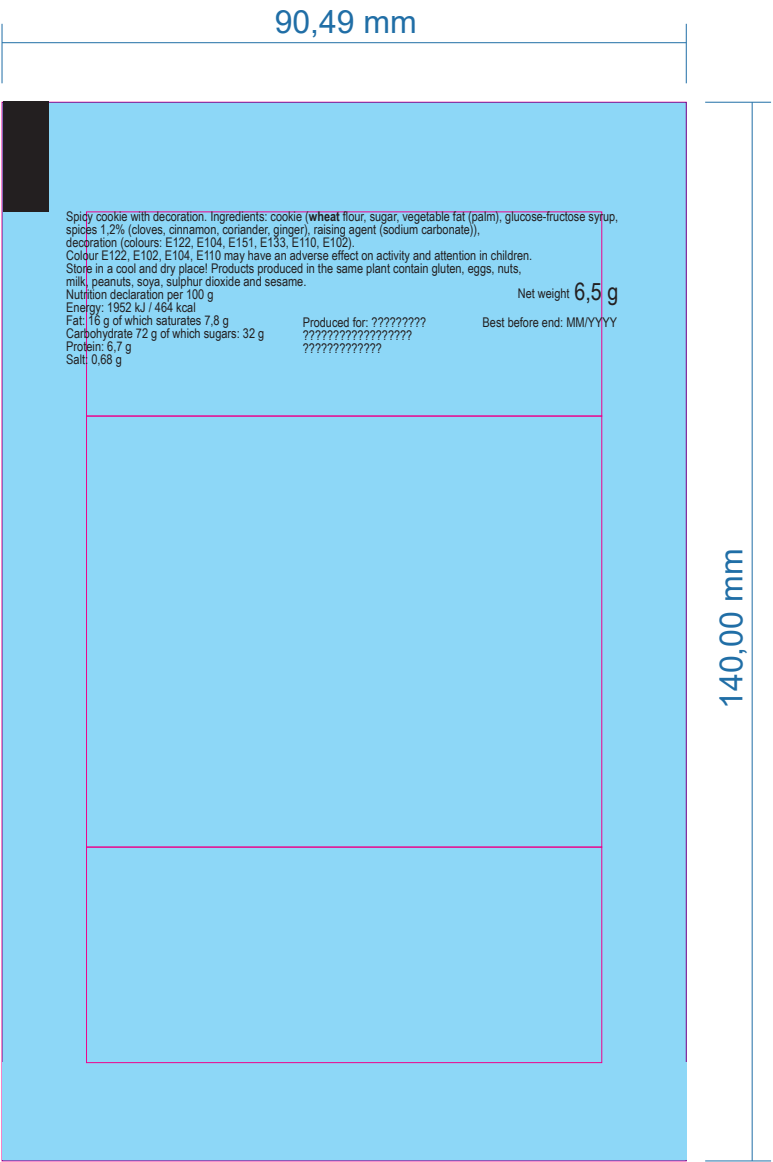 90,49 mm
Spicy cookie with decoration. Ingredients: cookie (wheat flour, sugar, vegetable fat (palm), glucose-fructose syrup,
spices 1,2% (cloves, cinnamon, coriander, ginger), raising agent (sodium carbonate)),
decoration (colours: E122, E104, E151, E133, E110, E102).
Colour E122, E102, E104, E110 may have an adverse effect on activity and attention in children.
Store in a cool and dry place! Products produced in the same plant contain gluten, eggs, nuts,
milk, peanuts, soya, sulphur dioxide and sesame.
Nutrition declaration per 100 g
Energy: 1952 kJ / 464 kcal
Fat: 16 g of which saturates 7,8 g
Carbohydrate 72 g of which sugars: 32 g
Protein: 6,7 g
Salt: 0,68 g
Produced for: ?????????
??????????????????
?????????????
Net weight 6,5 g
Best before end: MM/YYYY
140,00 mm